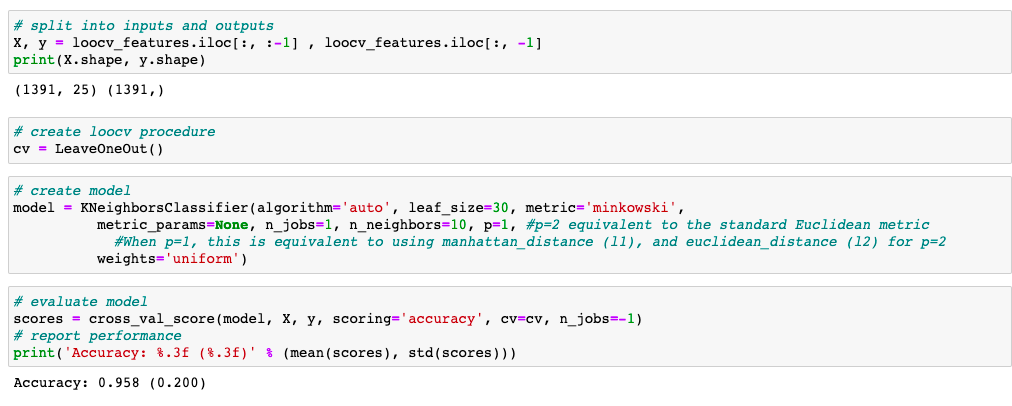 # split into inputs and outputs
X, y = loocv_features.iloc[:, :-1] , loocv_features.iloc[:, -1]
print(X.shape, y.shape)
(1391, 25) (1391,)
# create loocv procedure
cv = LeaveOneOut()
# create model
model = KNeighborsClassifier(algorithm='auto', leaf_size=30, metric='minkowski',
metric_params=None, n_jobs=1, n_neighbors=10, p=1, #p=2 equivalent to the standard Euclidean metric
#When p=1, this is equivalent to using manhattan_distance (l1), and euclidean_distance (l2) for p=2
weights='uniform')
# evaluate model
scores = cross_val_score(model, X, y, scoring='accuracy', cv=cv, n_jobs=-1)
# report performance
print('Accuracy: %.3f (%.3f)' % (mean(scores), std(scores)))
Accuracy: 0.958 (0.200)